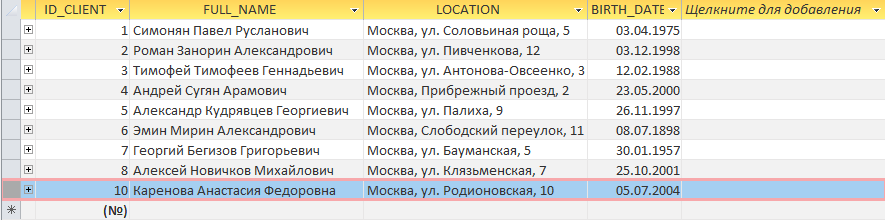 ID_CLIENT FULL_NAME LOCATION BIRTH_DATE Щелкните для добавления
1 Симонян Павел Русланович Москва, ул. Соловьиная роща, 5 03.04.1975
2 Роман Занорин Александрович Москва, ул. Пивченкова, 12 03.12.1998
3 Тимофей Тимофеев Геннадьевич Москва, ул. Антонова-Овсеенко, 3 12.02.1988
4 Андрей Сугян Арамович Москва, Прибрежный проезд, 2 23.05.2000
5 Александр Кудрявцев Георгиевич Москва, ул. Палиха, 9 26.11.1997
6 Эмин Мирин Александрович Москва, Слободский переулок, 11 08.07.1898
7 Георгий Бегизов Григорьевич Москва, ул. Бауманская, 5 30.01.1957
8 Алексей Новичков Михайлович Москва, ул. Клязьменская, 7 25.10.2001
10 Каренова Анастасия Федоровна Москва, ул. Родионовская, 10 05.07.2004
(№)